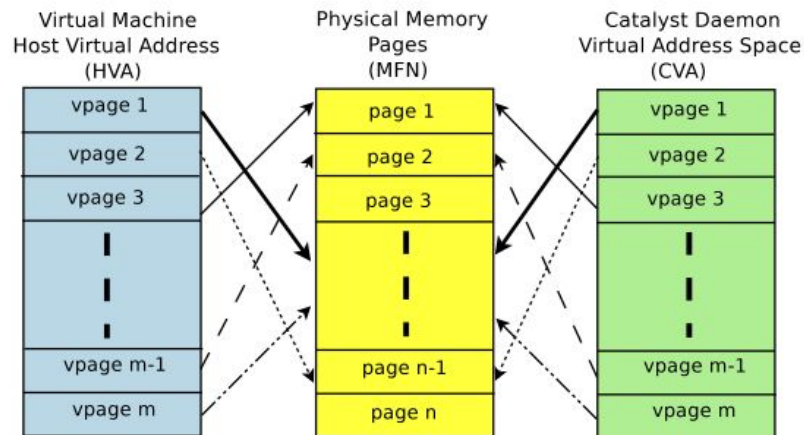 Virtual Machine
Host Virtual Address
(HVA)
vpage 1
vpage 2
vpage 3
vpage m-1
vpage m
Physical Memory
Pages
(MFN)
page 1
page 2
page 3
page n-1
page n
Catalyst Daemon
Virtual Address Space
(CVA)
vpage 1
vpage 2
vpage 3
vpage m-1
vpage m